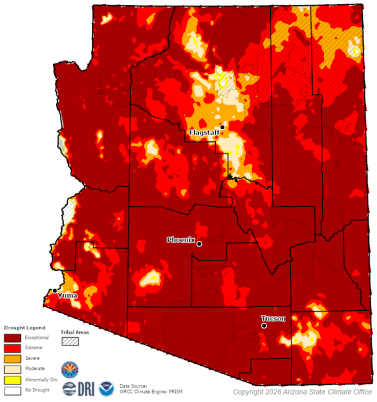 Flagstaff
Phoenix
Yuma
Tucson
Drought Legend
Exceptional
Extreme
Severe
Moderate
Abnormally Dry
No Drought
Tribal Areas
DRI
Data Sources:
WRCC Climate Engine, PRISM
Copyright 2026 Arizona State Climate Office